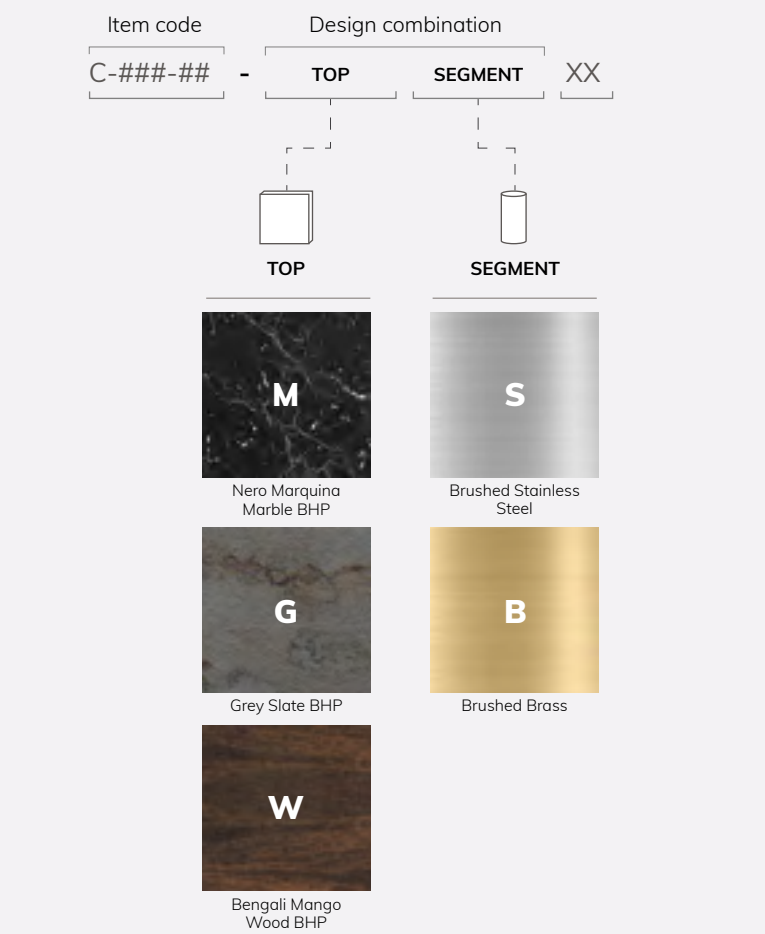 Item code
Design combination
C-###-## - TOP SEGMENT XX
TOP
SEGMENT
M
S
Nero Marquina
Marble BHP
Brushed Stainless
Steel
G
B
Grey Slate BHP
Brushed Brass
W
Bengali Mango
Wood BHP